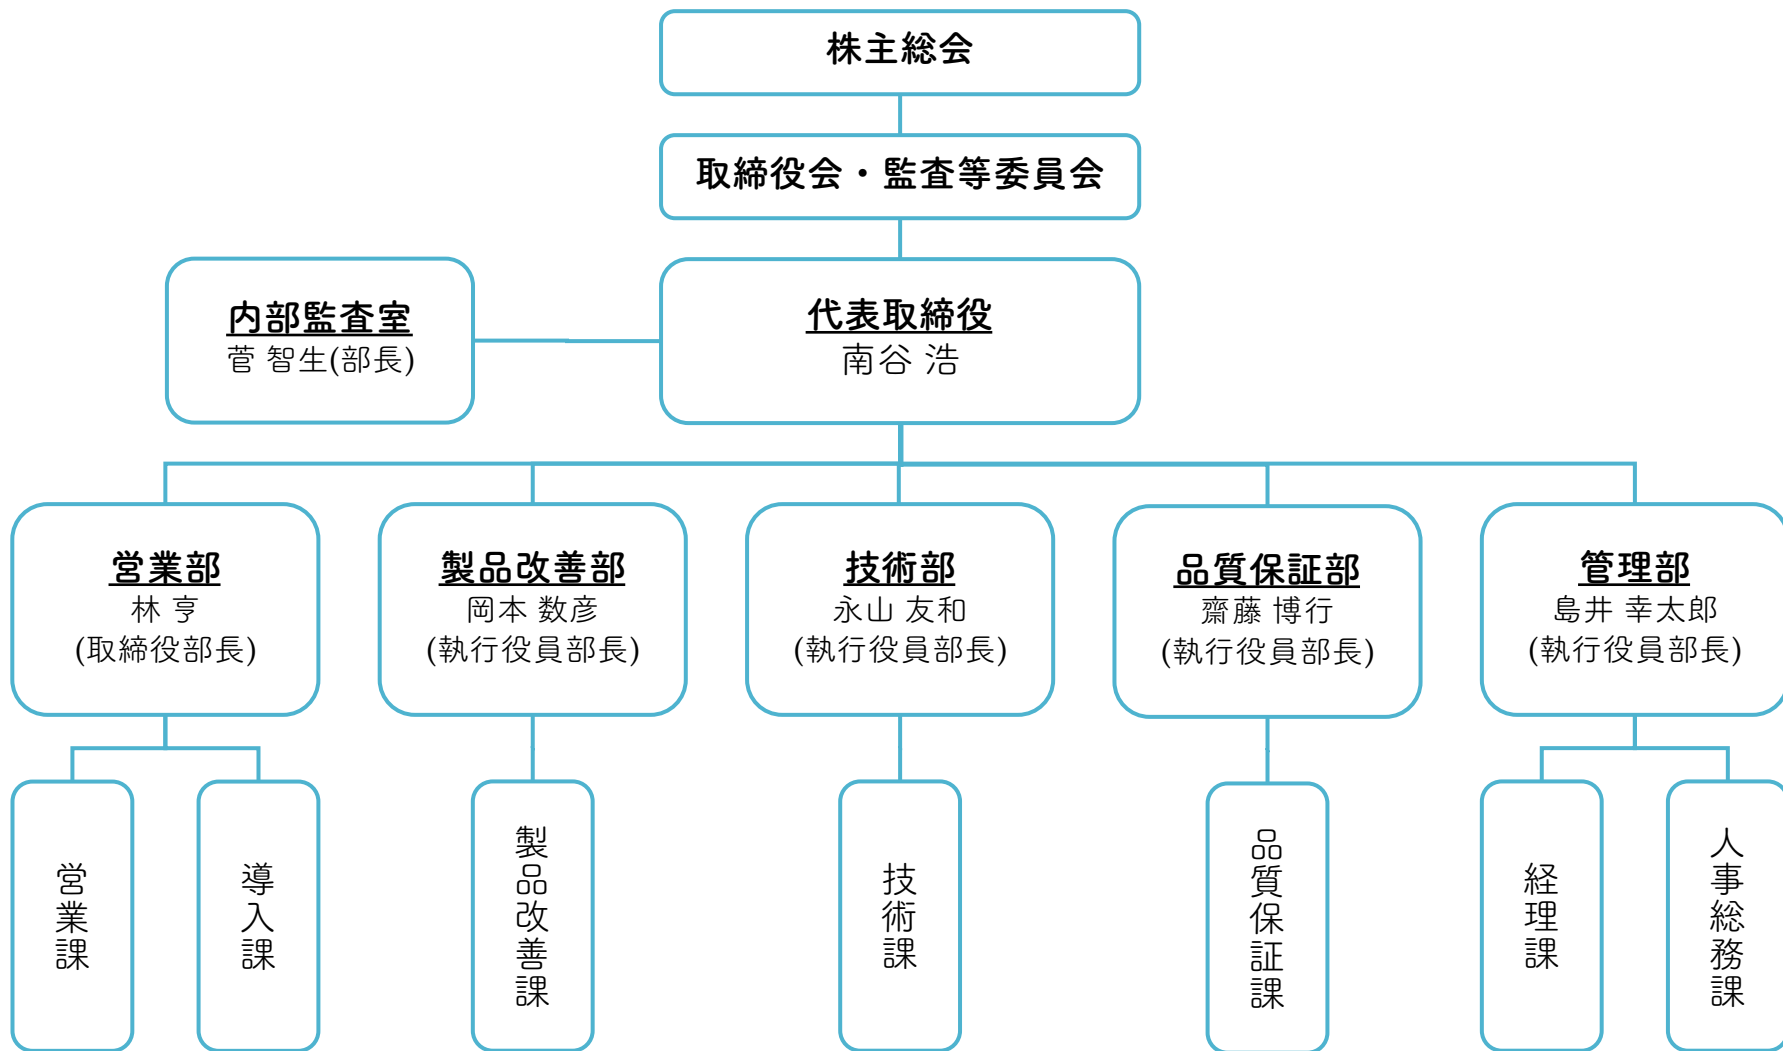 株主総会
取締役会・監査等委員会
内部監査室
菅 智生(部長)
代表取締役
南谷 浩
営業部
林 亨
(取締役部長)
製品改善部
岡本 数彦
(執行役員部長)
技術部
永山 友和
(執行役員部長)
品質保証部
齋藤 博行
(執行役員部長)
管理部
島井 幸太郎
(執行役員部長)
営業課
導入課
製品改善課
技術課
品質保証課
経理課
人事総務課